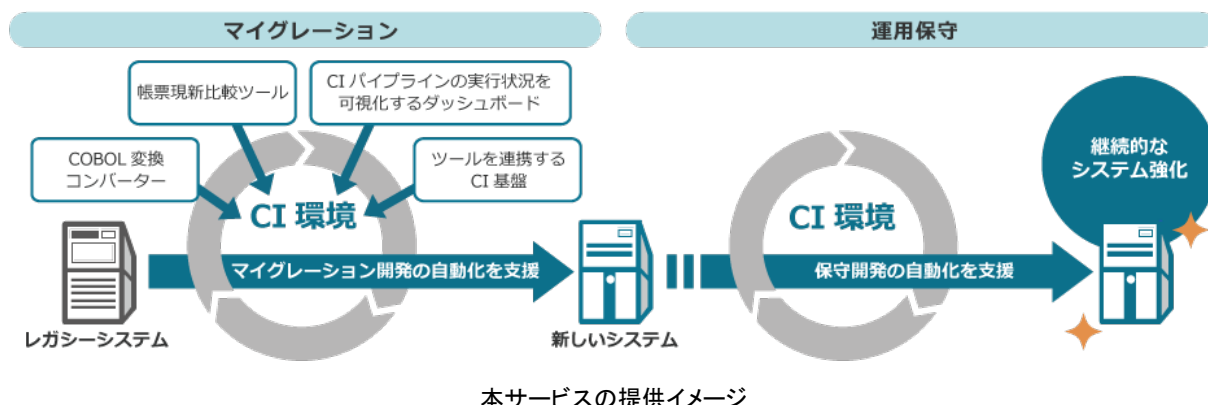 マイグレーション
運用保守
帳票現新比較ツール
CI パイプラインの実行状況を
可視化するダッシュボード
COBOL 変換
コンバーター
ツールを連携する
CI 基盤
CI 環境
マイグレーション開発の自動化を支援
レガシーシステム
新しいシステム
CI 環境
保守開発の自動化を支援
継続的な
システム強化
本サービスの提供イメージ